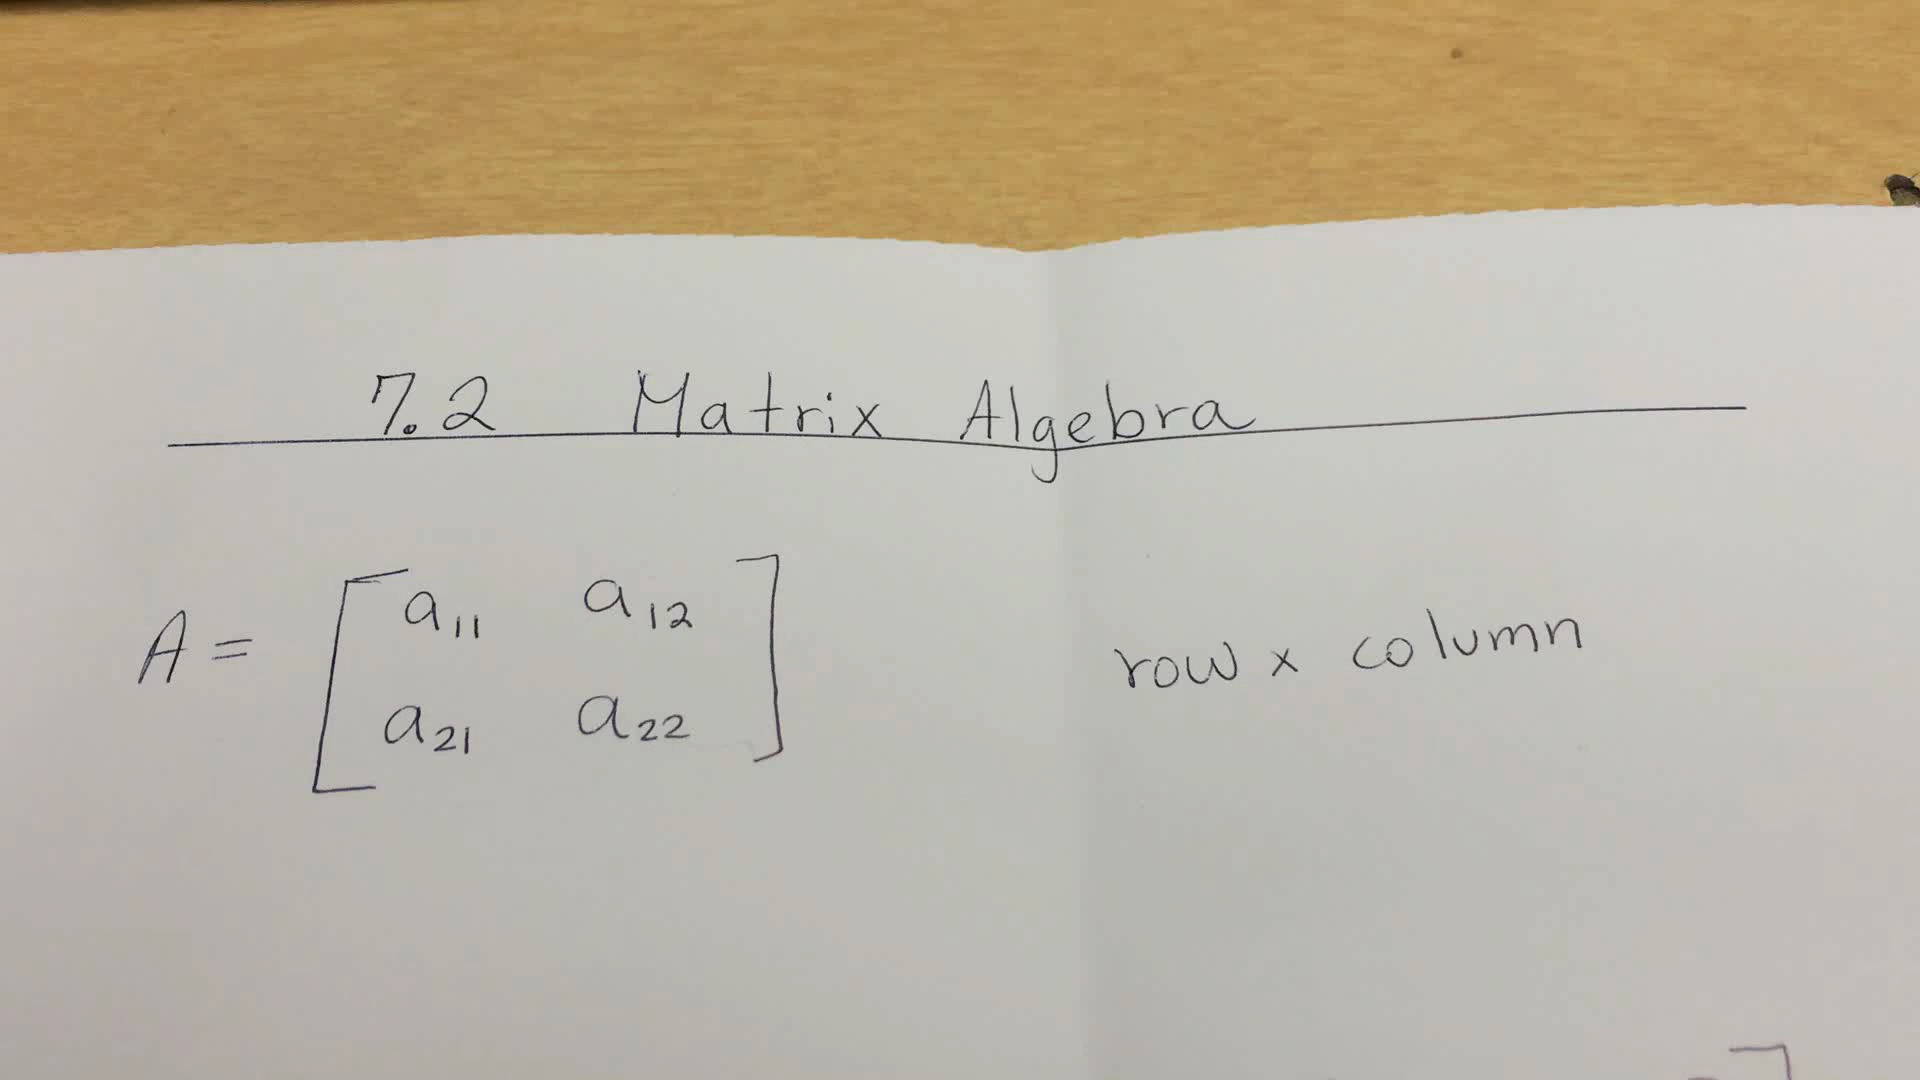 7.2 Matrix Algebra
A = [ a₁₁ a₁₂
a₂₁ a₂₂ ]
row x column